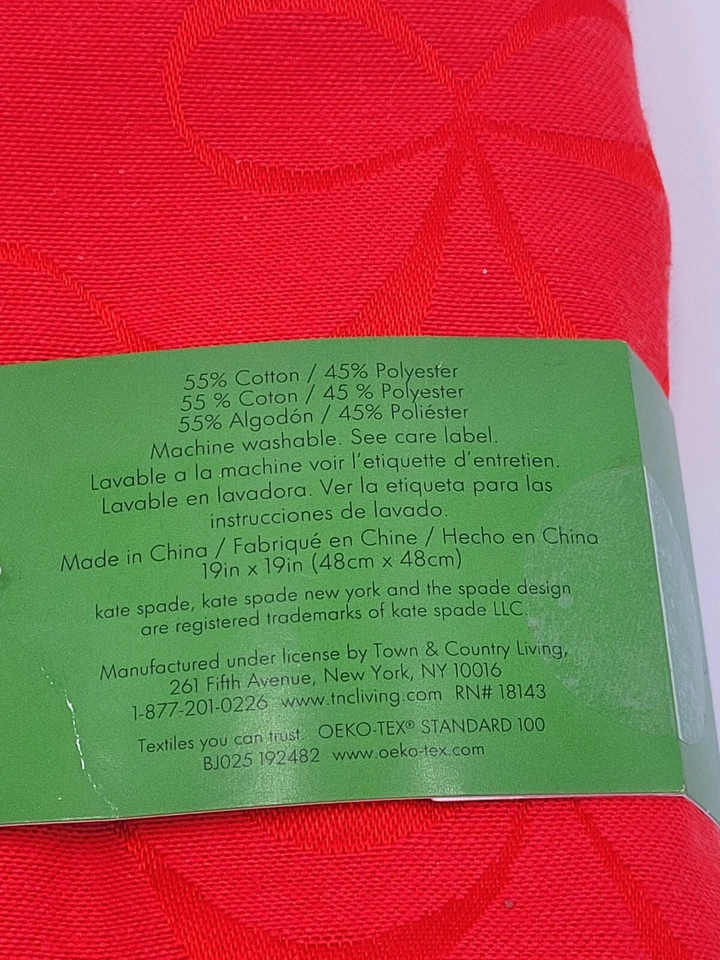 55% Cotton / 45% Polyester
55 % Coton / 45 % Polyester
55% Algodón / 45% Poliéster
Machine washable. See care label.
Lavable a la machine voir l'etiquette d'entretien.
Lavable en lavadora. Ver la etiqueta para las
instrucciones de lavado.
Made in China / Fabriqué en Chine / Hecho en China
19in x 19in (48cm x 48cm)
kate spade, kate spade new york and the spade design
are registered trademarks of kate spade LLC.
Manufactured under license by Town & Country Living,
261 Fifth Avenue, New York, NY 10016
1-877-201-0226 www.tncliving.com RN# 18143
Textiles you can trust. OEKO-TEX® STANDARD 100
BJ025 192482 www.oeko-tex.com